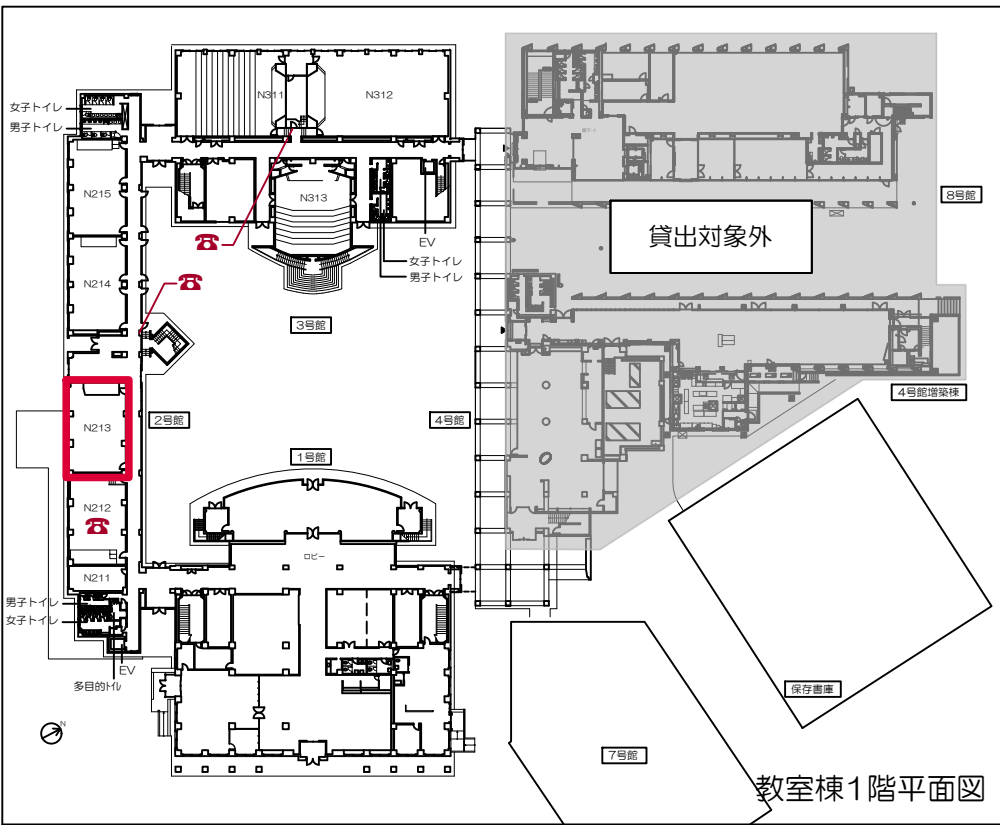 N311
N312
女子トイレ
男子トイレ
N215
N313
8号館
貸出対象外
EV
女子トイレ
男子トイレ
N214
3号館
4号館増築棟
N213
2号館
4号館
1号館
N212
ロビー
N211
男子トイレ
女子トイレ
EV
多目的ﾄｲﾚ
保存書庫
N
7号館
教室棟1階平面図